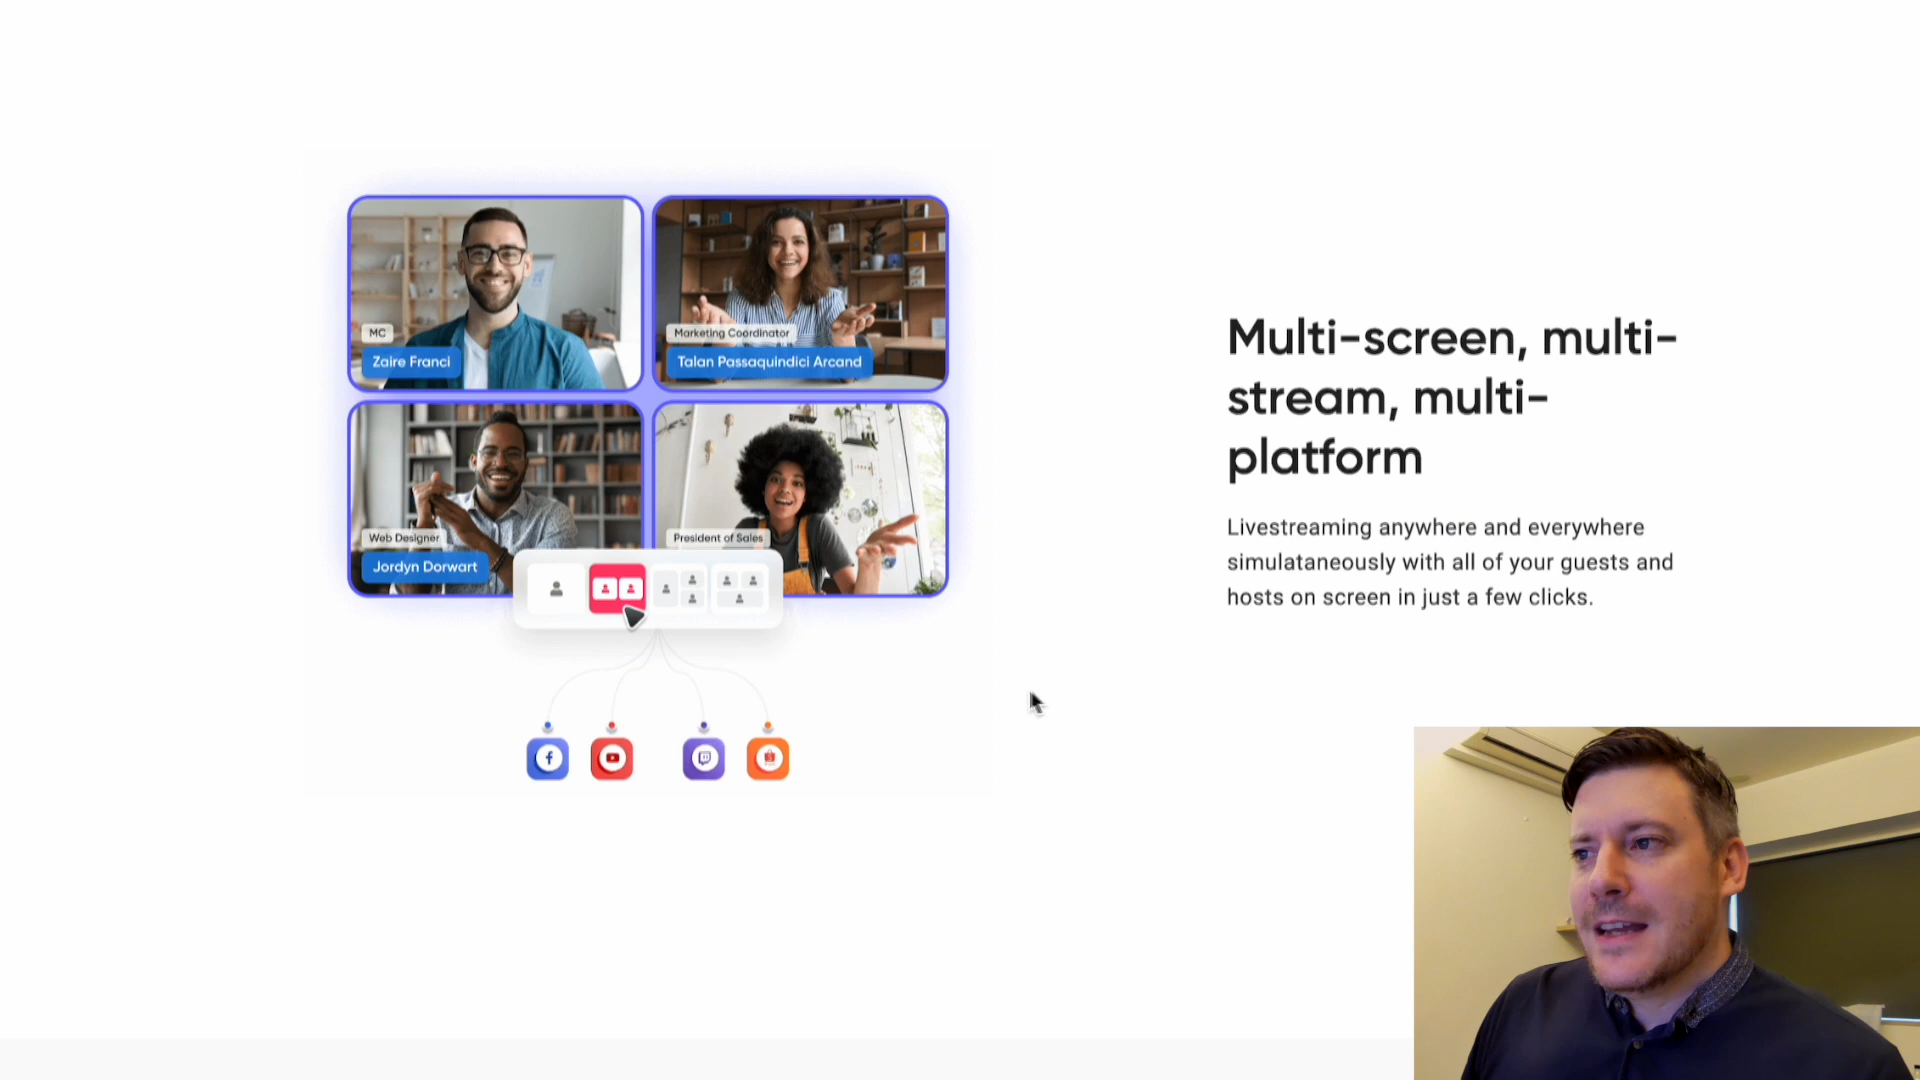 MC
Zaire Franci
Marketing Coordinator
Talan Passaquindici Arcand
Web Designer
Jordyn Dorwart
President of Sales
Multi-screen, multi-
stream, multi-
platform
Livestreaming anywhere and everywhere
simulataneously with all of your guests and
hosts on screen in just a few clicks.